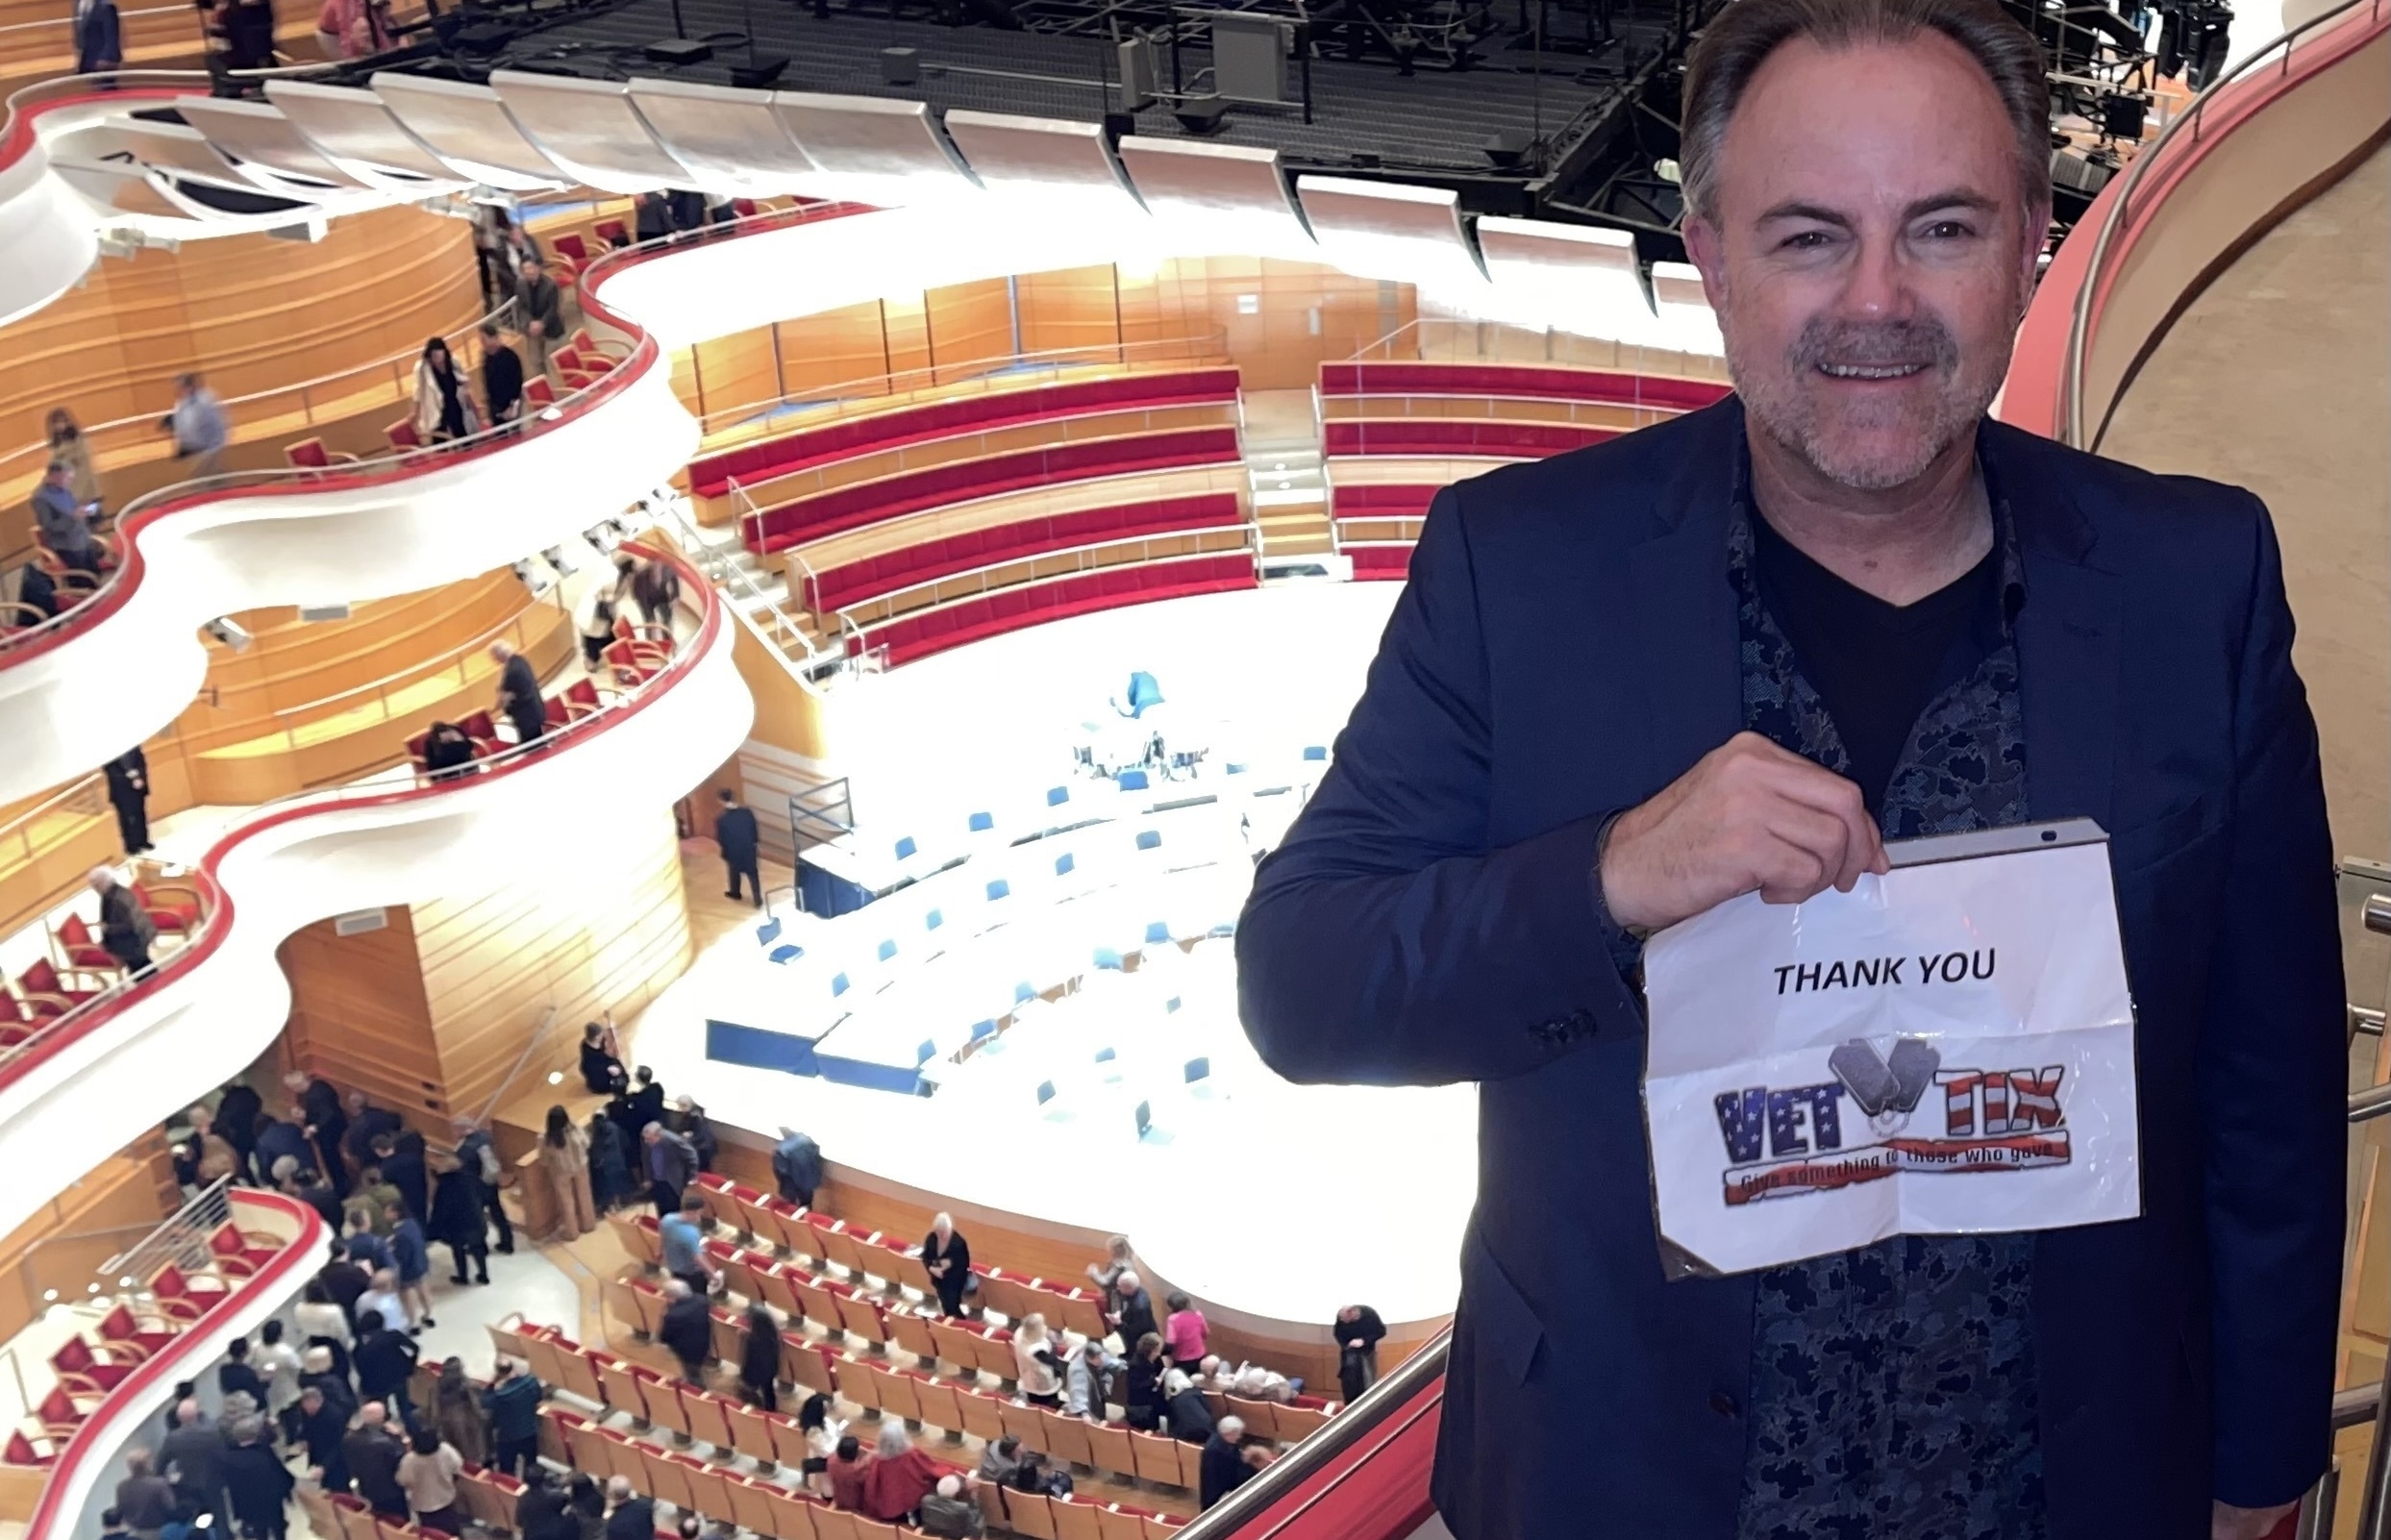 THANK YOU
VET TIX
Give something to those who gave